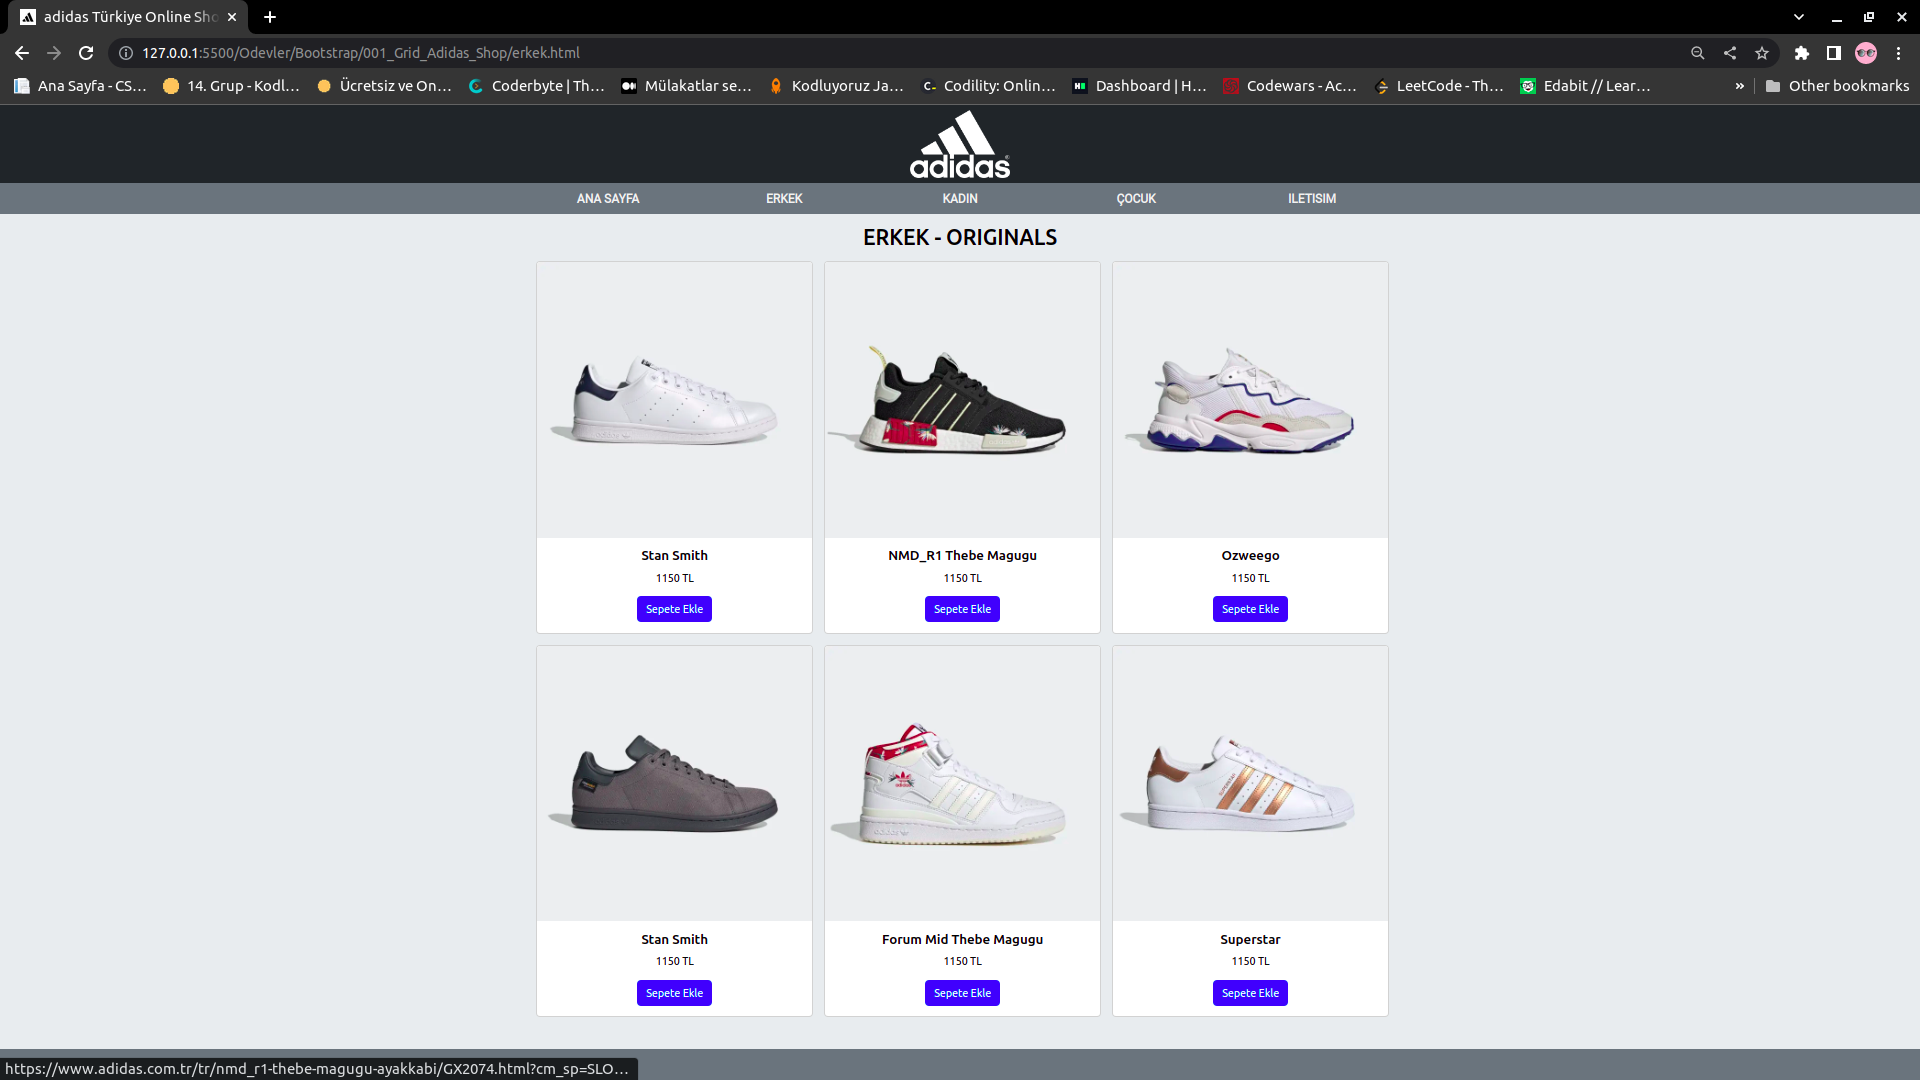 adidas Türkiye Online Sho
127.0.0.1:5500/Odevler/Bootstrap/001_Grid_Adidas_Shop/erkek.html
Ana Sayfa - CS... 14. Grup - Kodl... Ücretsiz ve On... Coderbyte | Th... Mülakatlar se... Kodluyoruz Ja... Codility: Onlin... Dashboard | H... Codewars - Ac... LeetCode - Th... Edabit // Lear... » Other bookmarks
adidas
ANA SAYFA ERKEK KADIN ÇOCUK ILETISIM
ERKEK - ORIGINALS
Stan Smith NMD_R1 Thebe Magugu Ozweego
1150 TL 1150 TL 1150 TL
Sepete Ekle Sepete Ekle Sepete Ekle
Stan Smith Forum Mid Thebe Magugu Superstar
1150 TL 1150 TL 1150 TL
Sepete Ekle Sepete Ekle Sepete Ekle
https://www.adidas.com.tr/tr/nmd_r1-thebe-magugu-ayakkabi/GX2074.html?cm_sp=SLO...